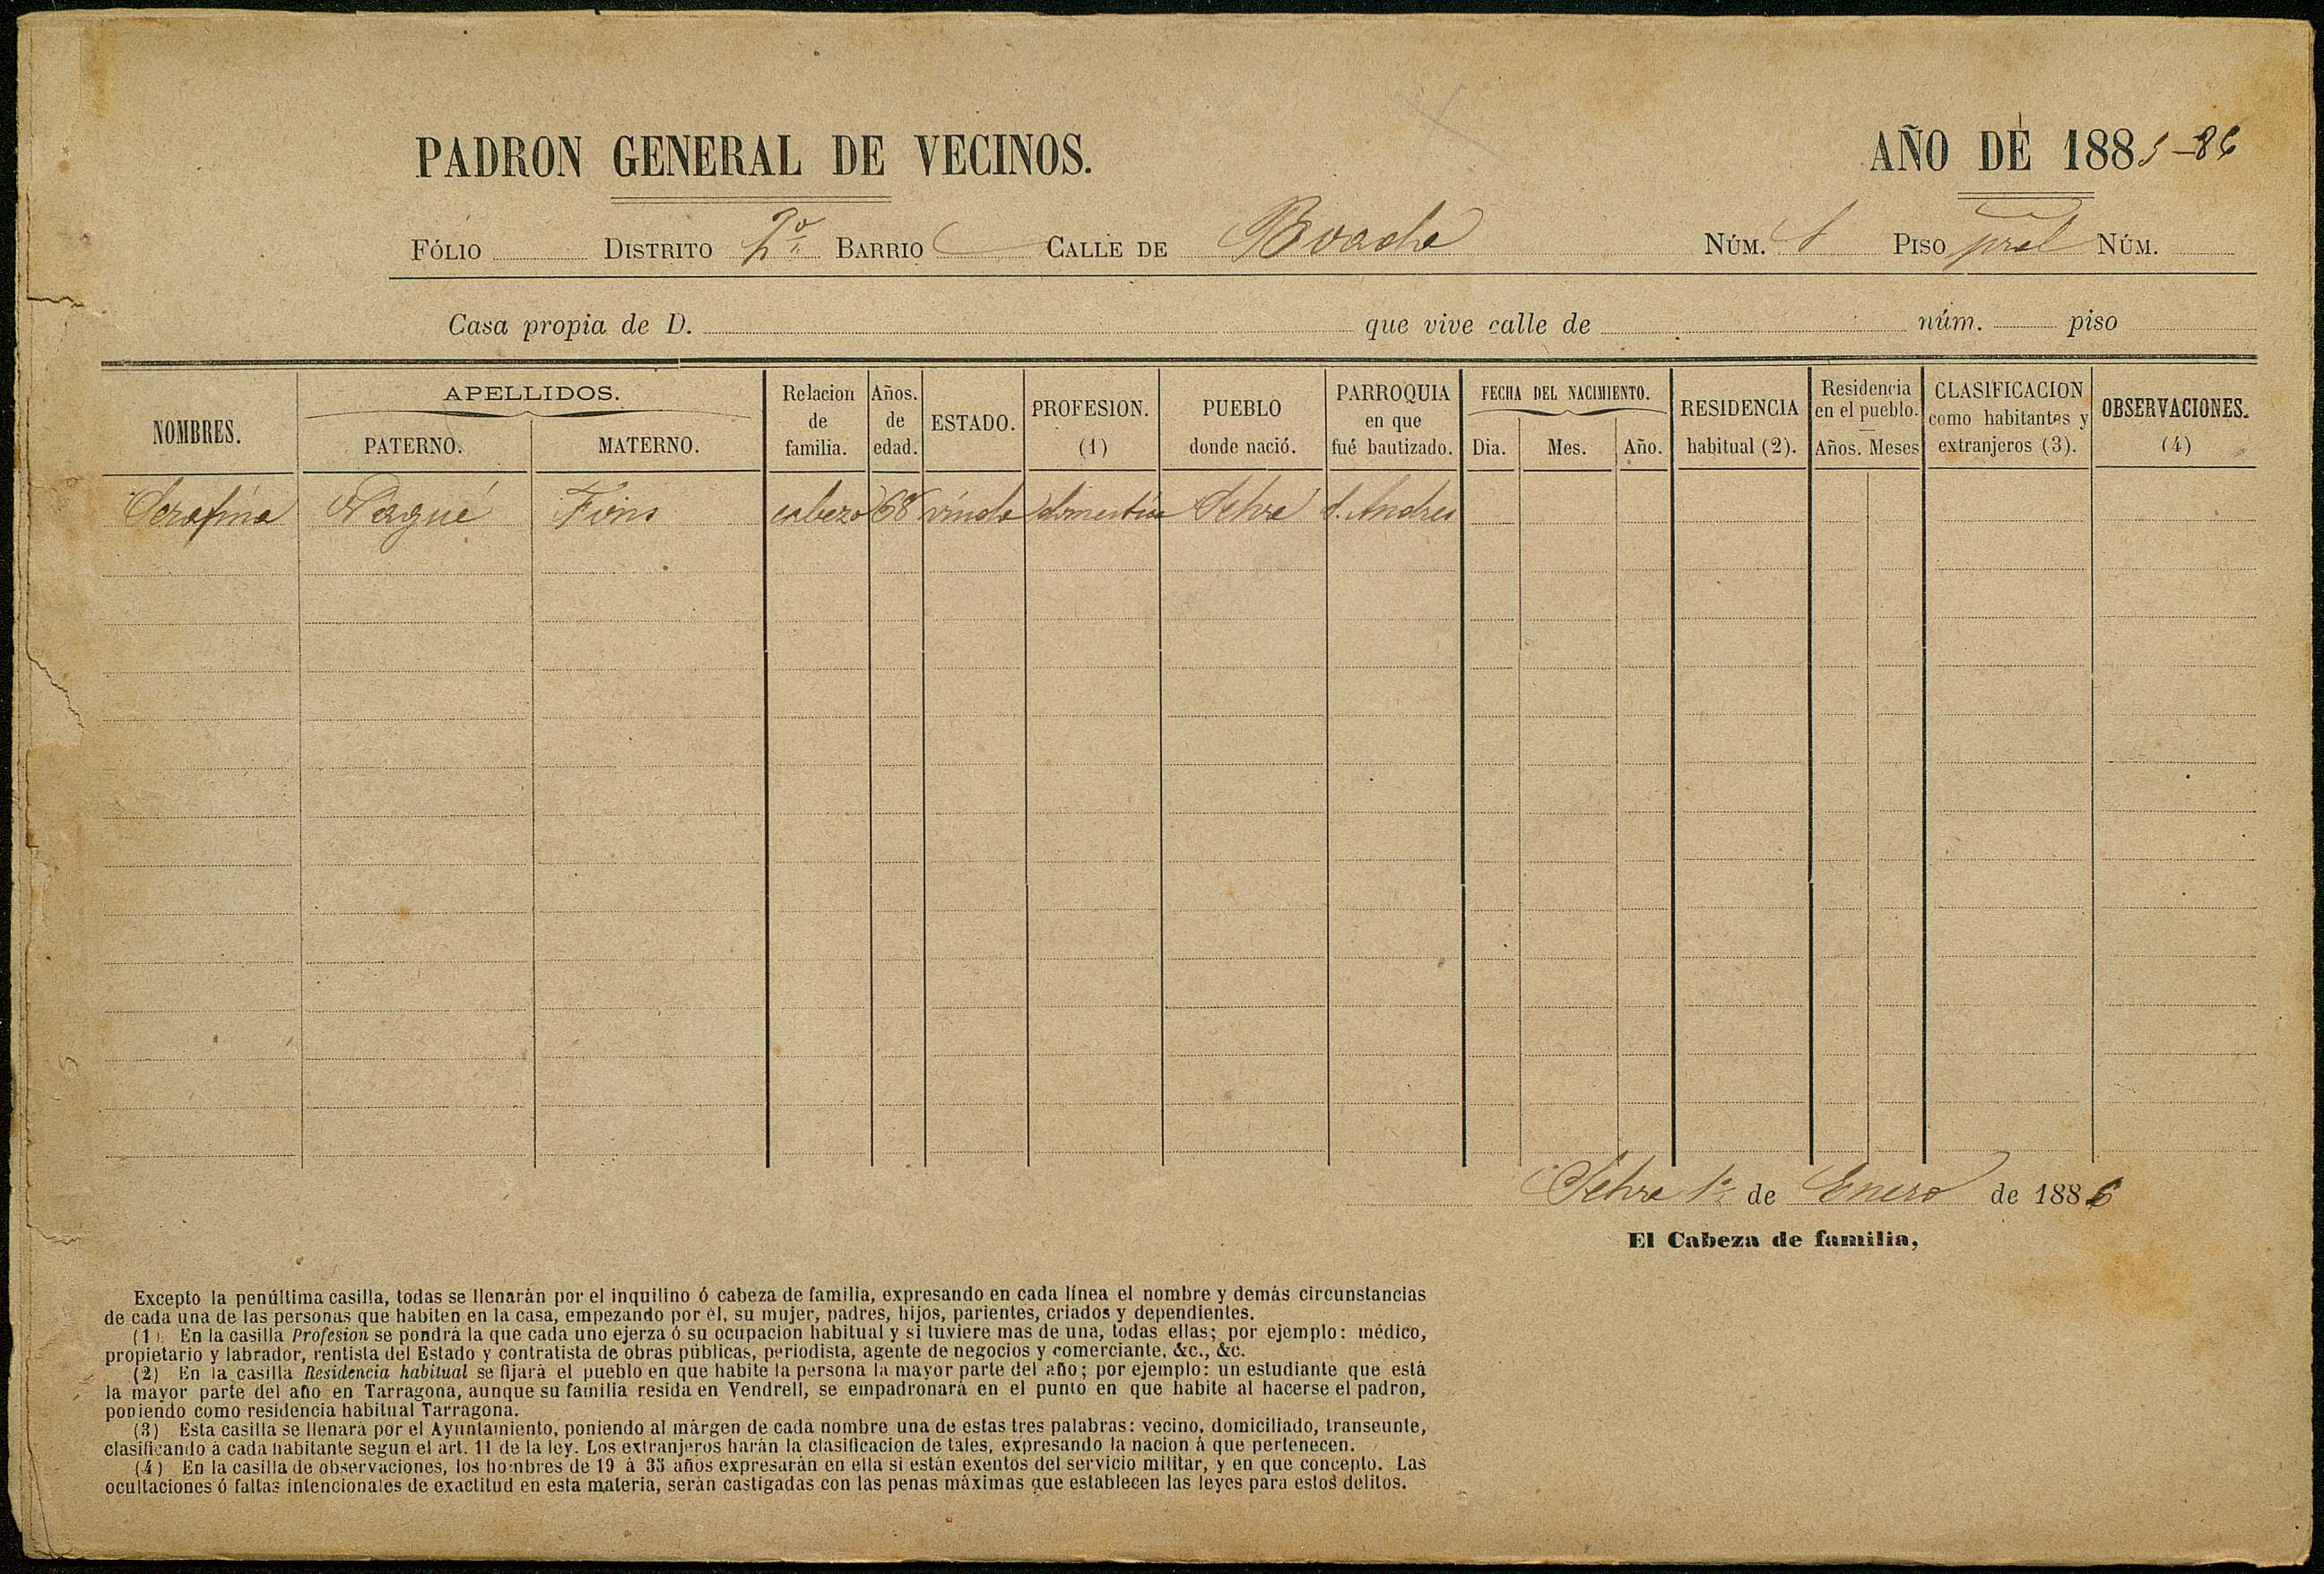 PADRON GENERAL DE VECINOS.
AÑO DE 1885-86
FÓLIO DISTRITO 2º BARRIO CALLE DE NÚM. PISO pral NÚM.
Casa propia de D. que vive calle de núm. piso
NOMBRES. APELLIDOS. PATERNO. MATERNO. Relacion de familia. Años. de edad. ESTADO. PROFESION. (1) PUEBLO donde nació. PARROQUIA en que fué bautizado. FECHA DEL NACIMIENTO. Dia. Mes. Año. RESIDENCIA habitual (2). Residencia en el pueblo. Años. Meses CLASIFICACION como habitantes y extranjeros (3). OBSERVACIONES. (4)
Serafina Pagué Fons cabeza 68 viuda domestica Selva S. Andres
Selva 1º de Enero de 1886
El Cabeza de familia,
Excepto la penúltima casilla, todas se llenarán por el inquilino ó cabeza de familia, expresando en cada línea el nombre y demás circunstancias
de cada una de las personas que habiten en la casa, empezando por él, su mujer, padres, hijos, parientes, criados y dependientes.
(1) En la casilla Profesion se pondrá la que cada uno ejerza ó su ocupacion habitual y si tuviere mas de una, todas ellas; por ejemplo: médico,
propietario y labrador, rentista del Estado y contratista de obras públicas, periodista, agente de negocios y comerciante, &c., &c.
(2) En la casilla Residencia habitual se fijará el pueblo en que habite la persona la mayor parte del año; por ejemplo: un estudiante que está
la mayor parte del año en Tarragona, aunque su familia resida en Vendrell, se empadronará en el punto en que habite al hacerse el padron,
poniendo como residencia habitual Tarragona.
(3) Esta casilla se llenará por el Ayuntamiento, poniendo al márgen de cada nombre una de estas tres palabras: vecino, domiciliado, transeunte,
clasificando á cada habitante segun el art. 11 de la ley. Los extranjeros harán la clasificacion de tales, expresando la nacion á que pertenecen.
(4) En la casilla de observaciones, los hombres de 19 á 35 años expresarán en ella si están exentos del servicio militar, y en que concepto. Las
ocultaciones ó faltas intencionales de exactitud en esta materia, serán castigadas con las penas máximas que establecen las leyes para estos delitos.